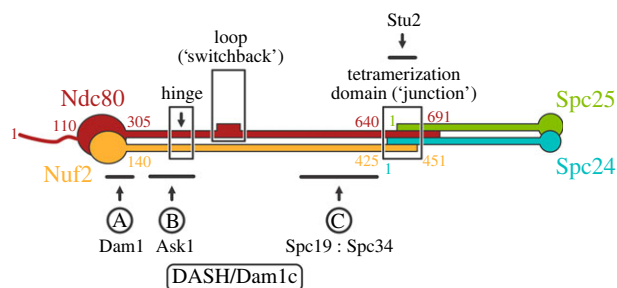 Stu2
loop
(‘switchback’)
hinge
tetramerization
domain (‘junction’)
Ndc80
Spc25
1
110
305
640
1
691
Nuf2
140
425
1
451
Spc24
A
B
C
Dam1
Ask1
Spc19 : Spc34
DASH/Dam1c